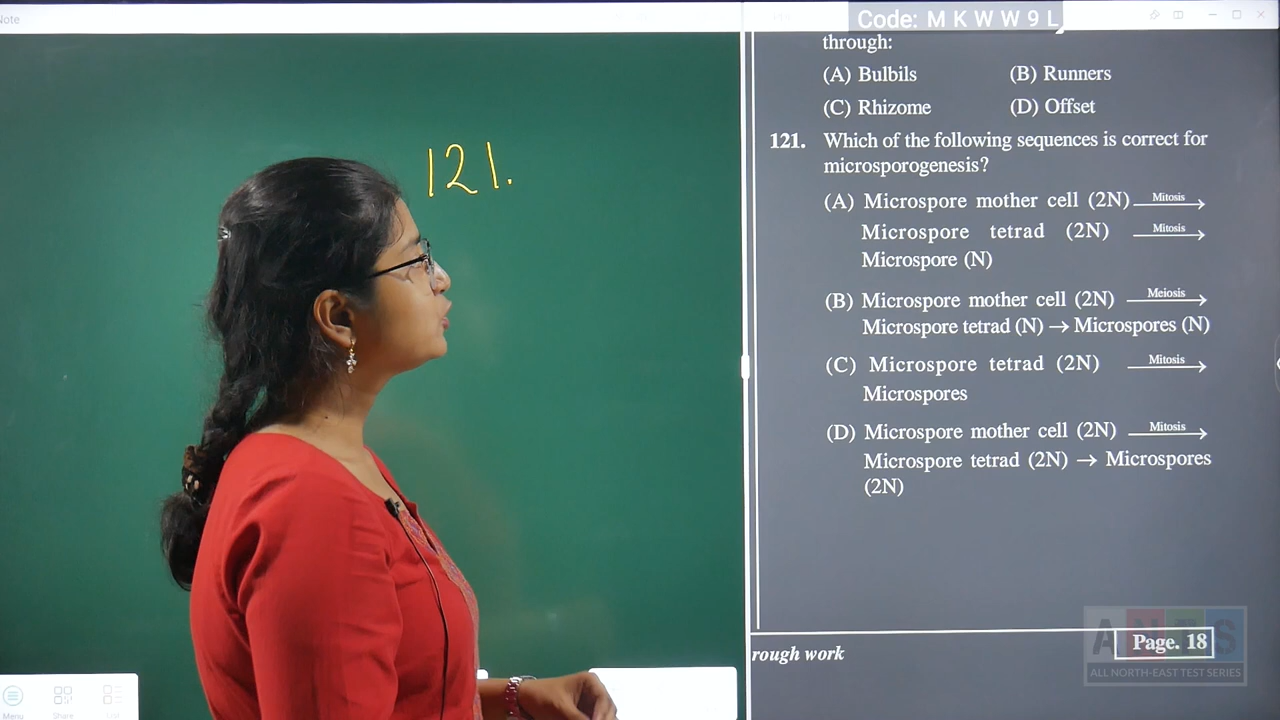 Note
Code: M K W W 9 L
121.
through:
(A) Bulbils (B) Runners
(C) Rhizome (D) Offset
121. Which of the following sequences is correct for
microsporogenesis?
(A) Microspore mother cell (2N) Mitosis →
Microspore tetrad (2N) Mitosis →
Microspore (N)
(B) Microspore mother cell (2N) Meiosis →
Microspore tetrad (N) → Microspores (N)
(C) Microspore tetrad (2N) Mitosis →
Microspores
(D) Microspore mother cell (2N) Mitosis →
Microspore tetrad (2N) → Microspores
(2N)
rough work
Page. 18
ANTS
ALL NORTH-EAST TEST SERIES
Menu Share List